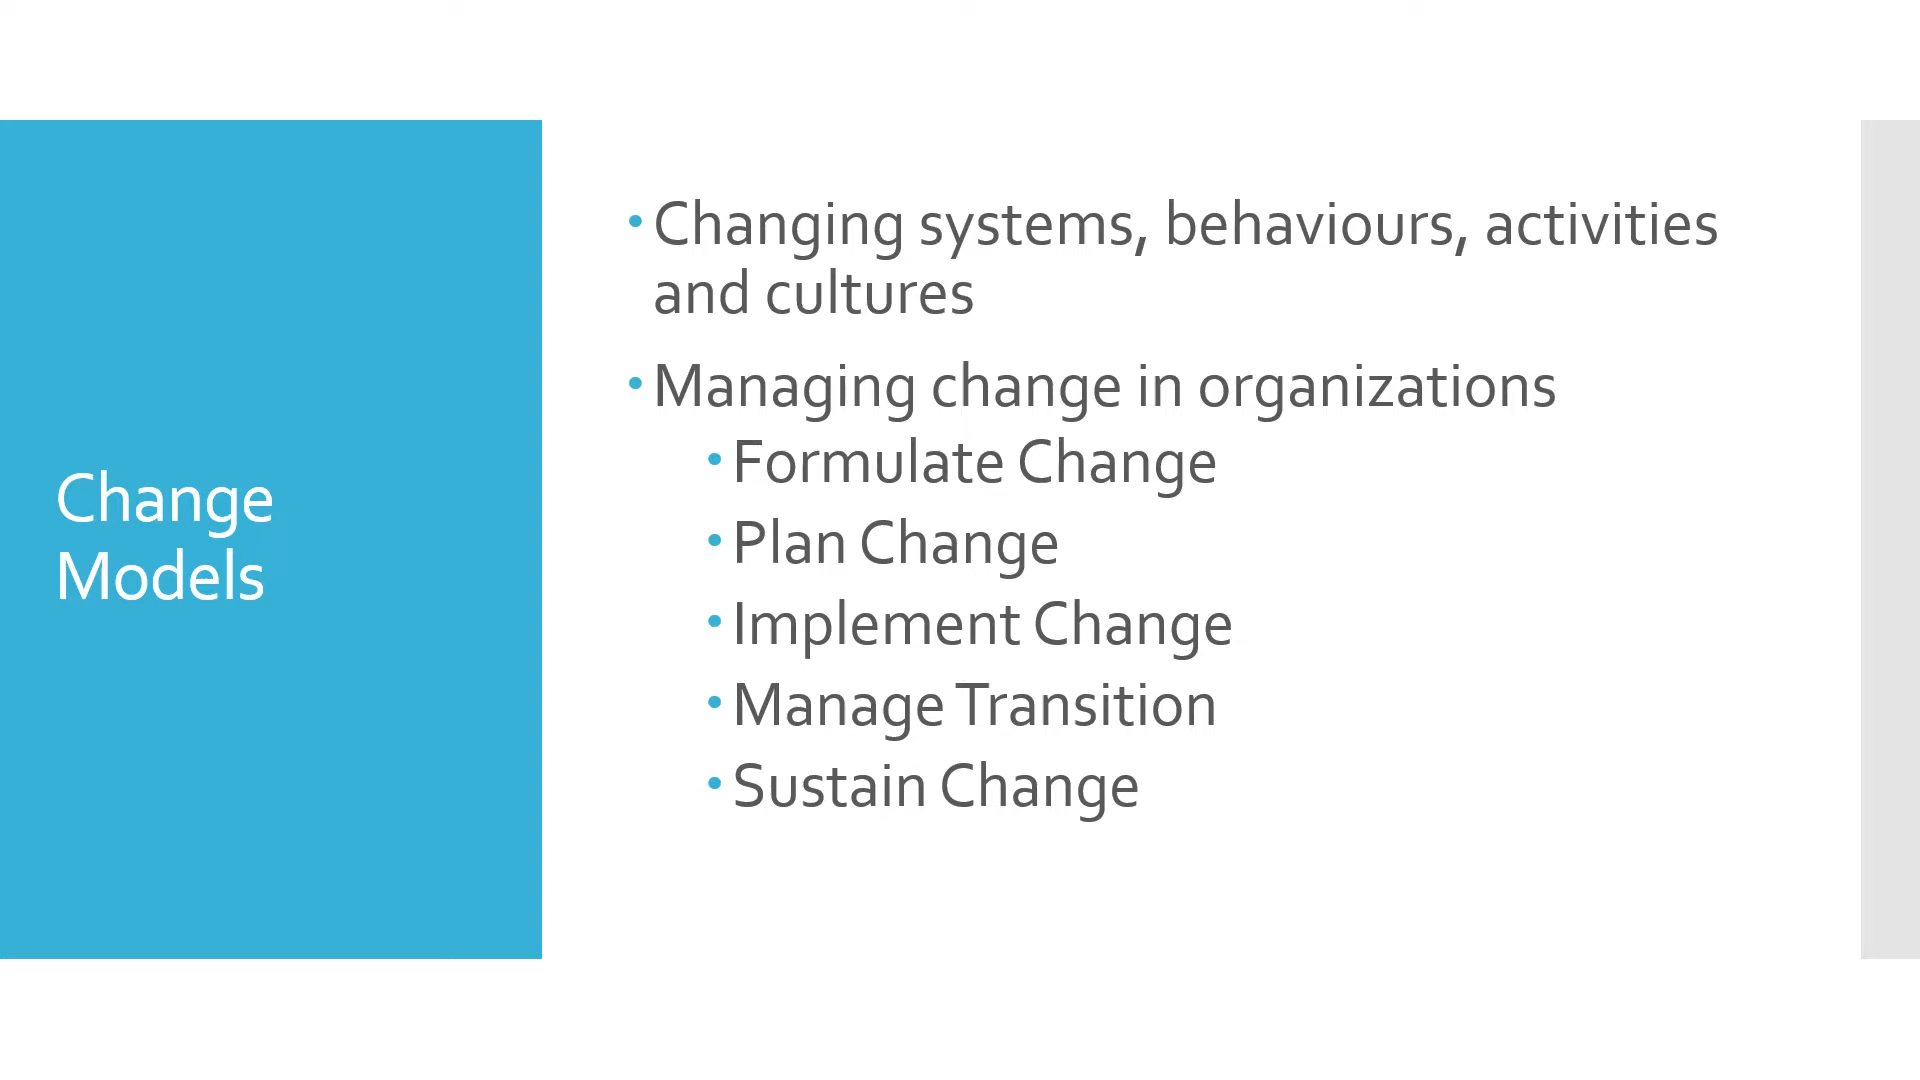 Change
Models
• Changing systems, behaviours, activities
and cultures
• Managing change in organizations
• Formulate Change
• Plan Change
• Implement Change
• Manage Transition
• Sustain Change